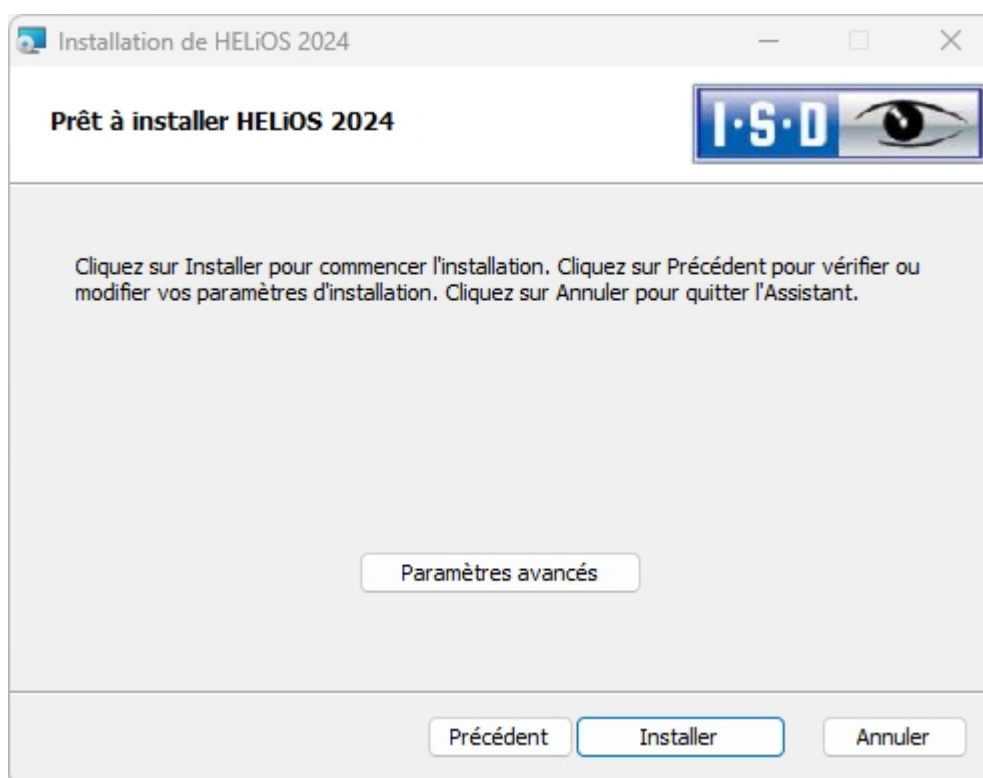 Installation de HELiOS 2024
Prêt à installer HELiOS 2024
I·S·D
Cliquez sur Installer pour commencer l'installation. Cliquez sur Précédent pour vérifier ou
modifier vos paramètres d'installation. Cliquez sur Annuler pour quitter l'Assistant.
Paramètres avancés
Précédent
Installer
Annuler